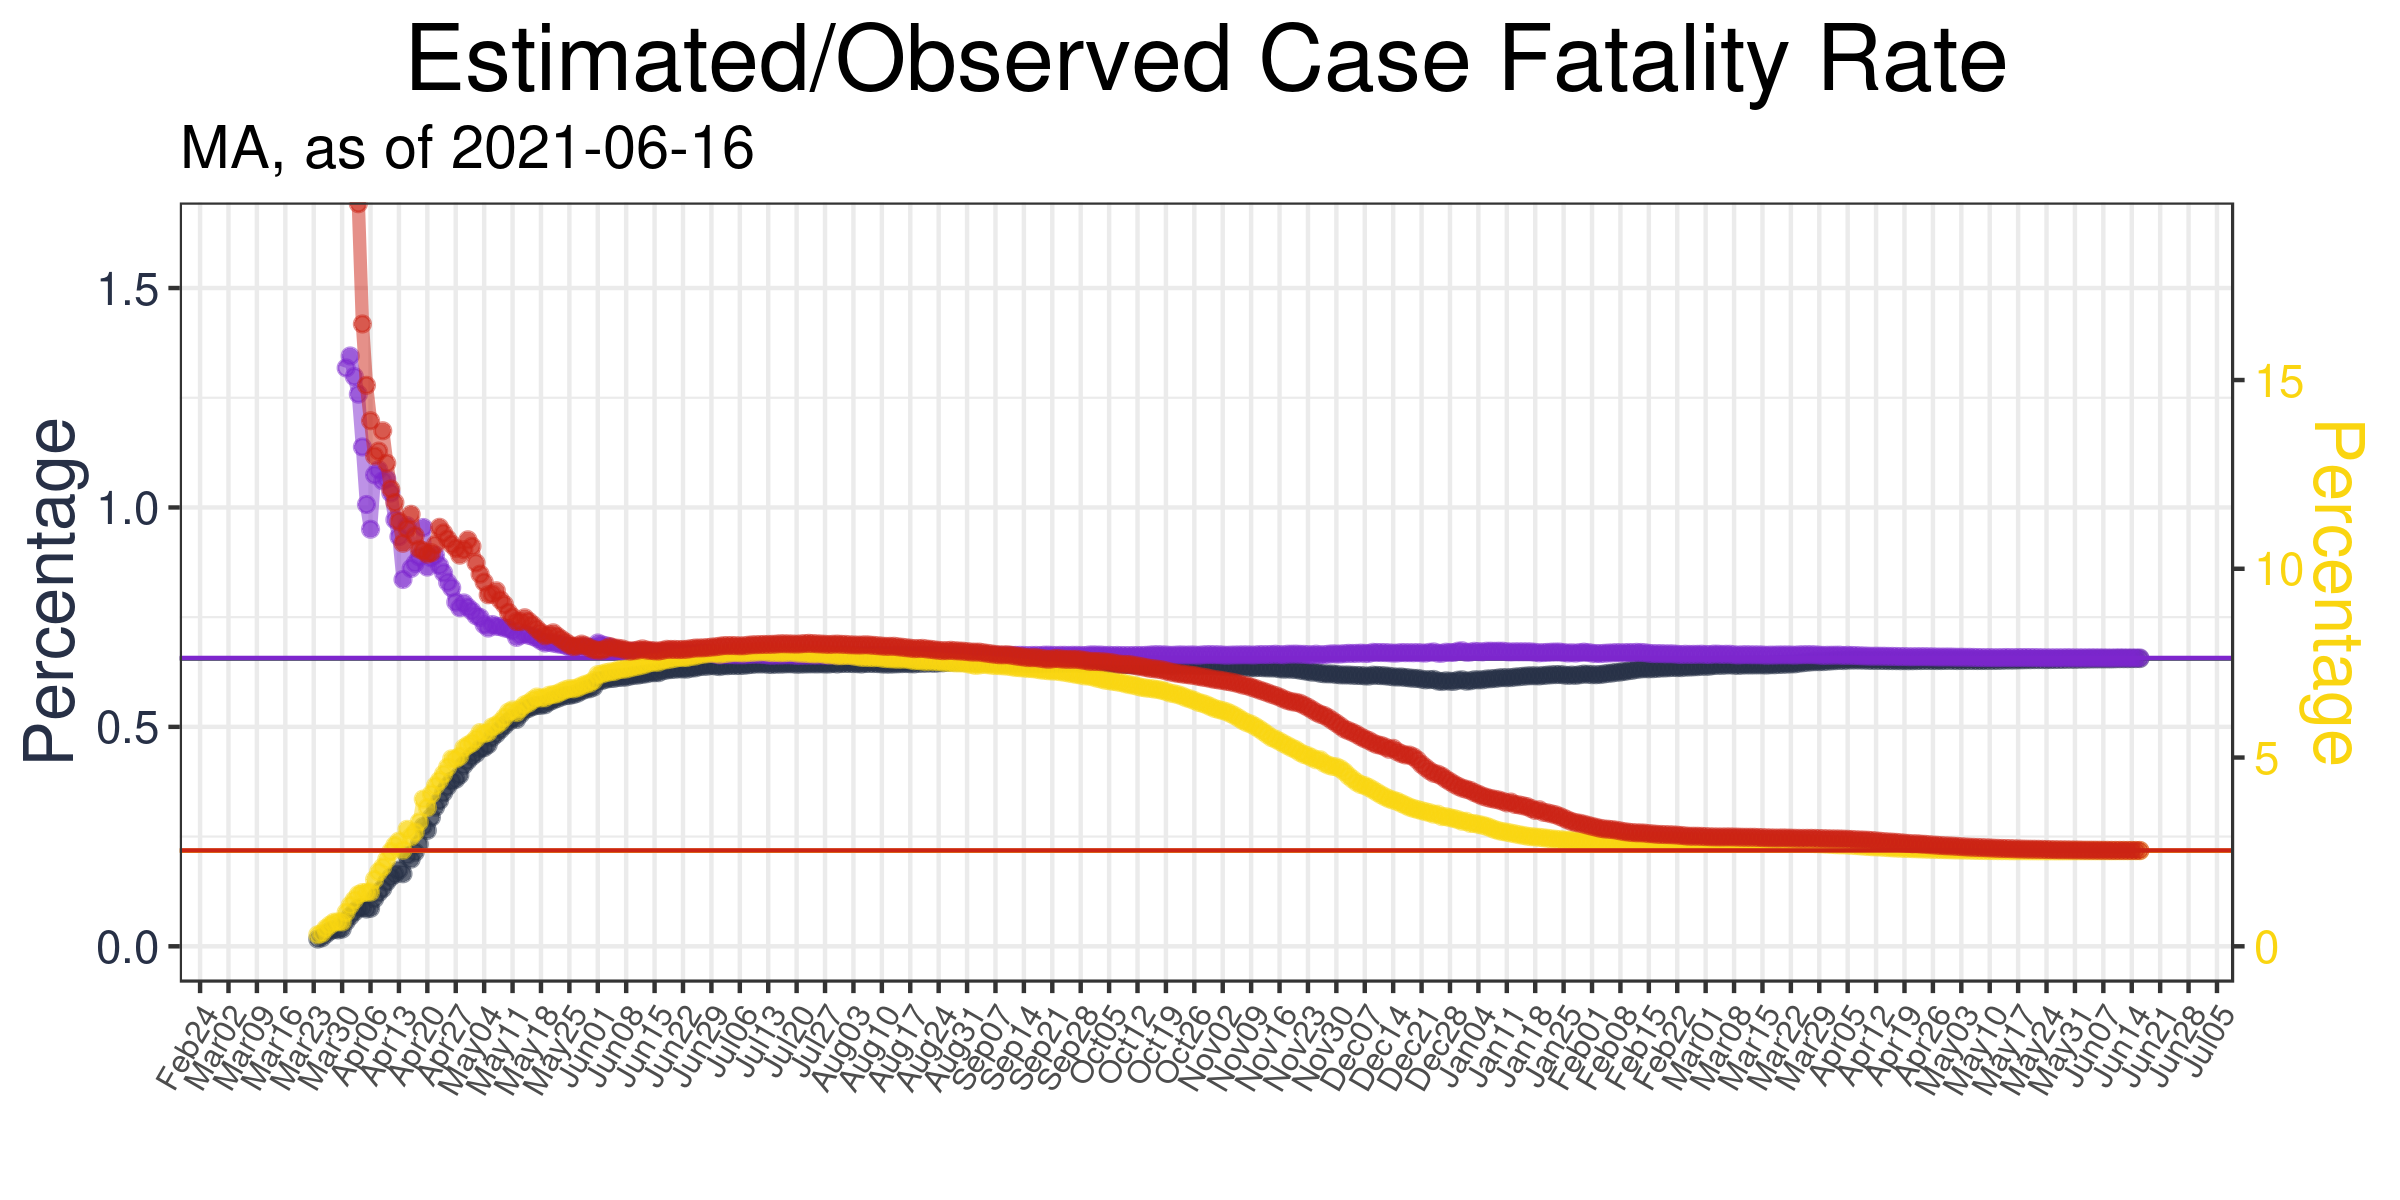 Estimated/Observed Case Fatality Rate
MA, as of 2021-06-16
Percentage
1.5
1.0
0.5
0.0
15
10
5
0
Percentage
Feb24
Mar02
Mar09
Mar16
Mar23
Mar30
Apr06
Apr13
Apr20
Apr27
May04
May11
May18
May25
Jun01
Jun08
Jun15
Jun22
Jun29
Jul06
Jul13
Jul20
Jul27
Aug03
Aug10
Aug17
Aug24
Aug31
Sep07
Sep14
Sep21
Sep28
Oct05
Oct12
Oct19
Oct26
Nov02
Nov09
Nov16
Nov23
Nov30
Dec07
Dec14
Dec21
Dec28
Jan04
Jan11
Jan18
Jan25
Feb01
Feb08
Feb15
Feb22
Mar01
Mar08
Mar15
Mar22
Mar29
Apr05
Apr12
Apr19
Apr26
May03
May10
May17
May24
May31
Jun07
Jun14
Jun21
Jun28
Jul05